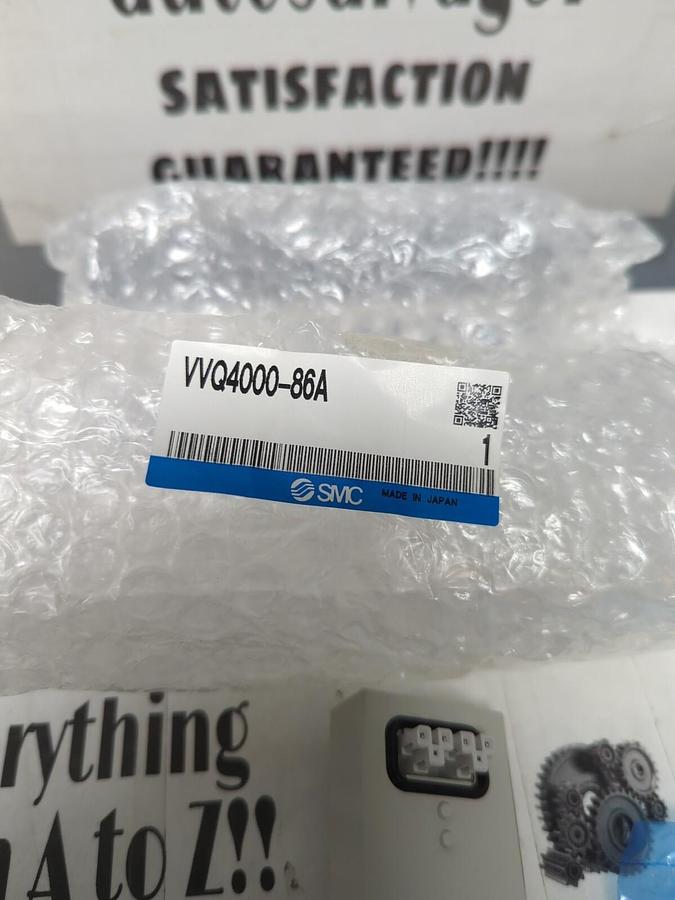 SATISFACTION
GUARANTEED!!!!
VVQ4000-86A
1
SMC MADE IN JAPAN
rything
A to Z!!